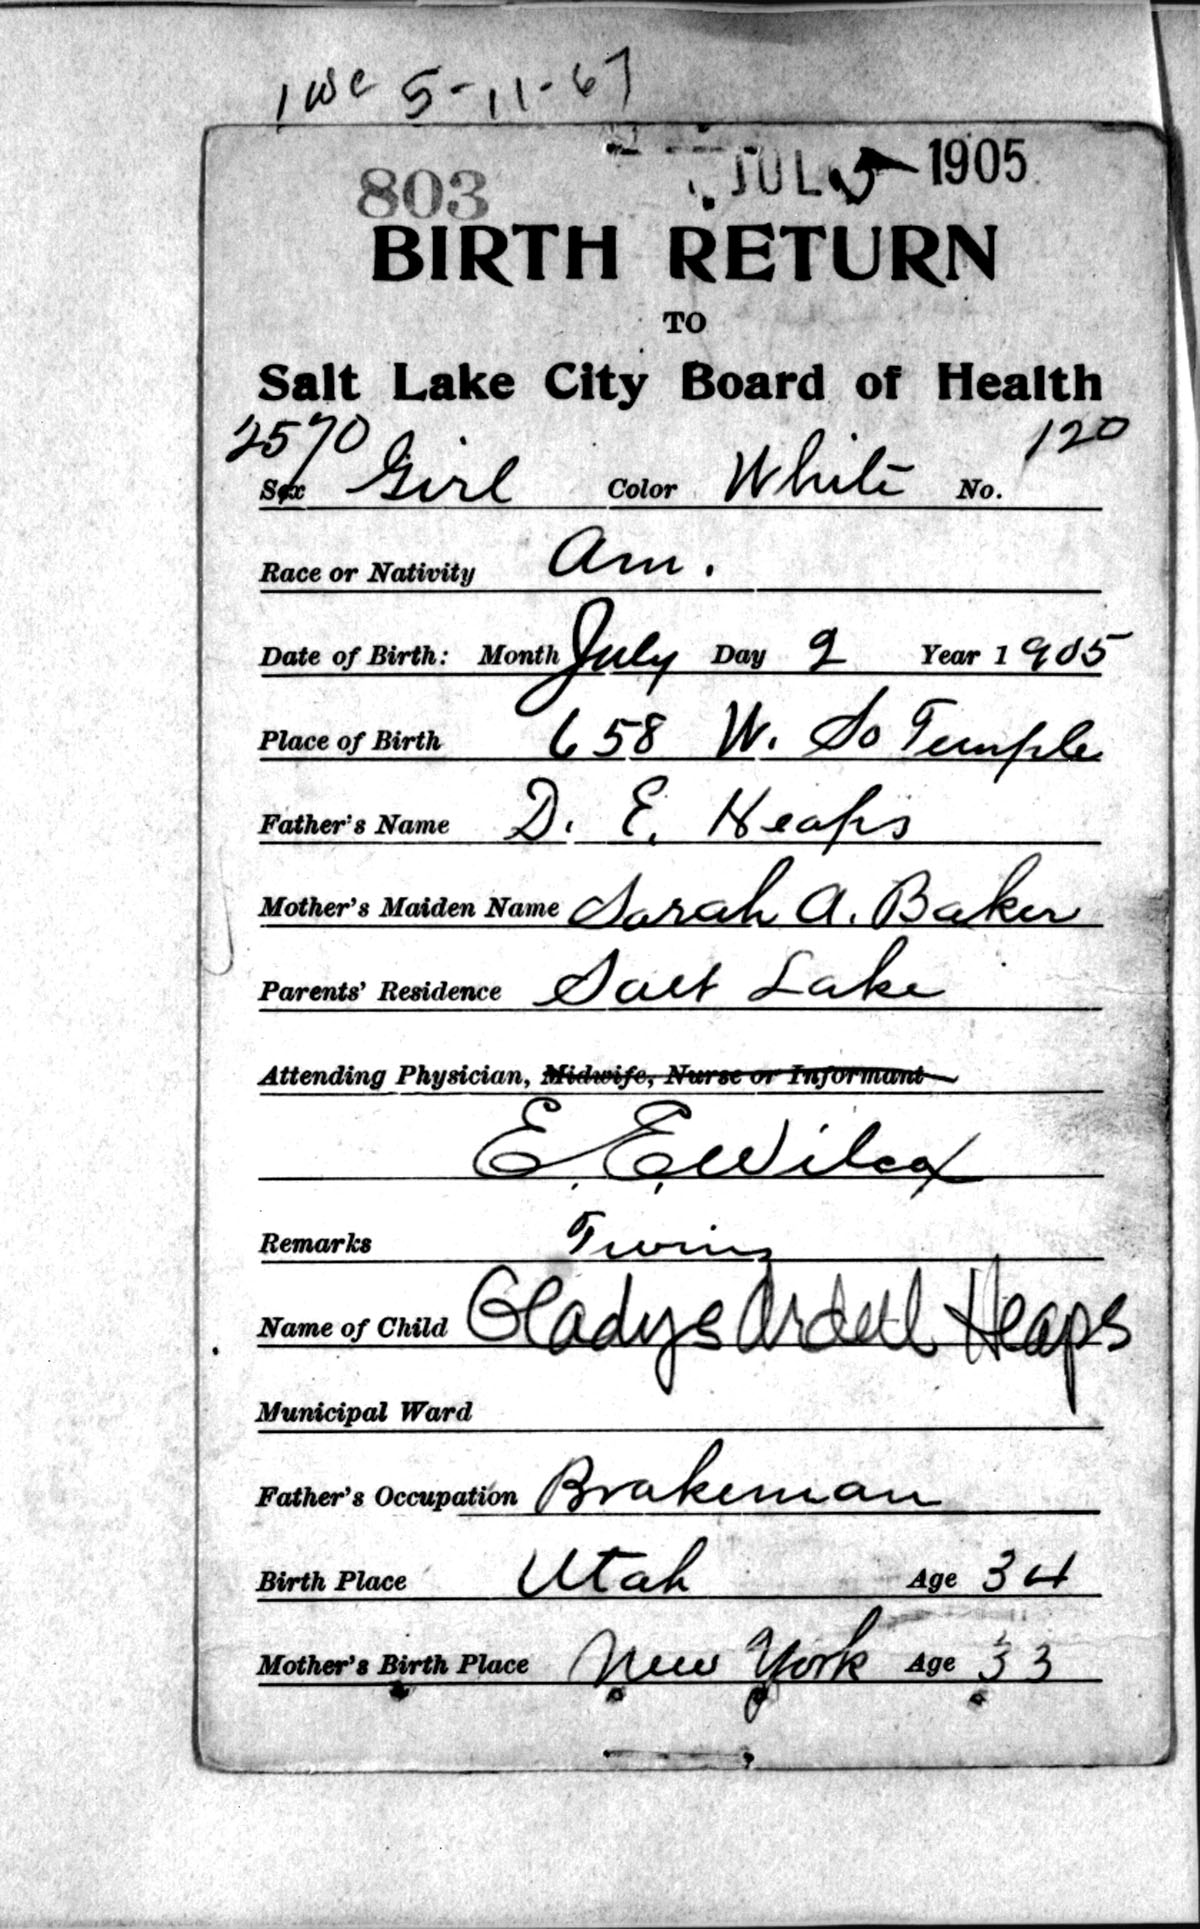 1 WC 5-11-67
803 JUL 5 1905
BIRTH RETURN
TO
Salt Lake City Board of Health
2570 120
Sex Girl Color White No.
Race or Nativity Am.
Date of Birth: Month July Day 2 Year 1905
Place of Birth 658 W. So Temple
Father's Name D. E. Heaps
Mother's Maiden Name Sarah A. Baker
Parents' Residence Salt Lake
Attending Physician, Midwife, Nurse or Informant
E. E. Wilcox
Remarks Twins
Name of Child Gladys Ardell Heaps
Municipal Ward
Father's Occupation Brakeman
Birth Place Utah Age 34
Mother's Birth Place New York Age 33